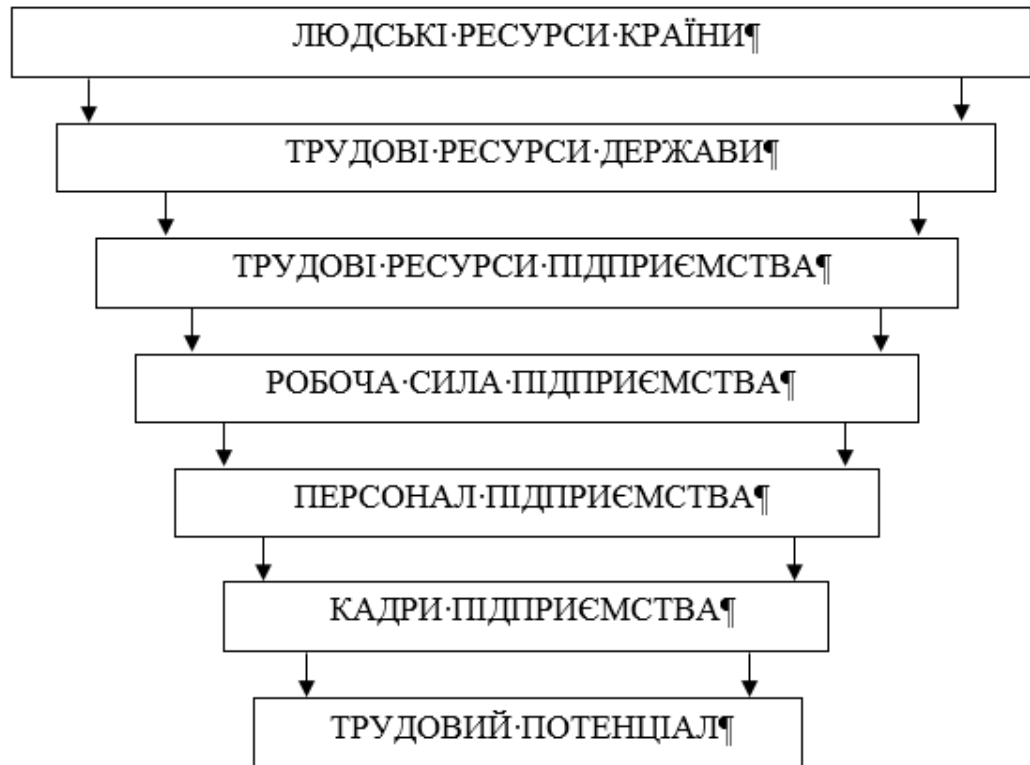 ЛЮДСЬКІ·РЕСУРСИ·КРАЇНИ¶
ТРУДОВІ·РЕСУРСИ·ДЕРЖАВИ¶
ТРУДОВІ·РЕСУРСИ·ПІДПРИЄМСТВА¶
РОБОЧА·СИЛА·ПІДПРИЄМСТВА¶
ПЕРСОНАЛ·ПІДПРИЄМСТВА¶
КАДРИ·ПІДПРИЄМСТВА¶
ТРУДОВИЙ·ПОТЕНЦІАЛ¶